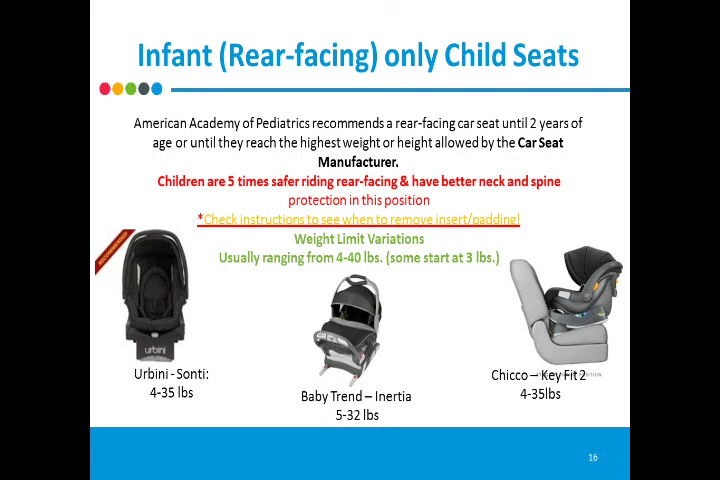 Infant (Rear-facing) only Child Seats
American Academy of Pediatrics recommends a rear-facing car seat until 2 years of
age or until they reach the highest weight or height allowed by the Car Seat
Manufacturer.
Children are 5 times safer riding rear-facing & have better neck and spine
protection in this position
*Check instructions to see when to remove insert/padding!
Weight Limit Variations
Usually ranging from 4-40 lbs. (some start at 3 lbs.)
RECOMMENDED
urbini
Urbini - Sonti:
4-35 lbs
Baby Trend – Inertia
5-32 lbs
Chicco – Key Fit 2
4-35lbs
16